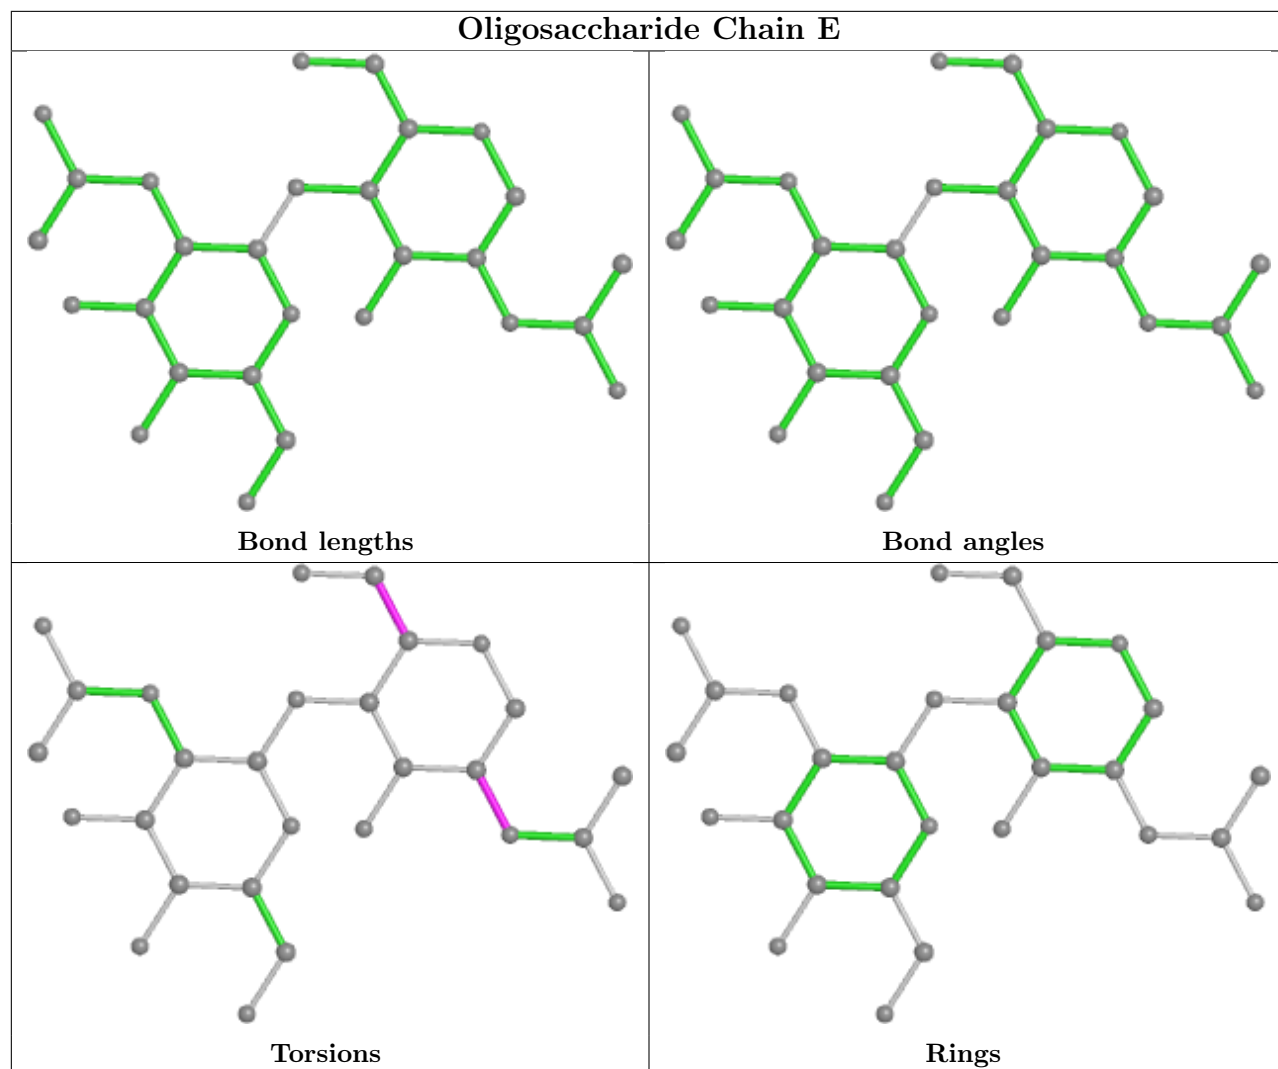 Oligosaccharide Chain E
Bond lengths
Bond angles
Torsions
Rings